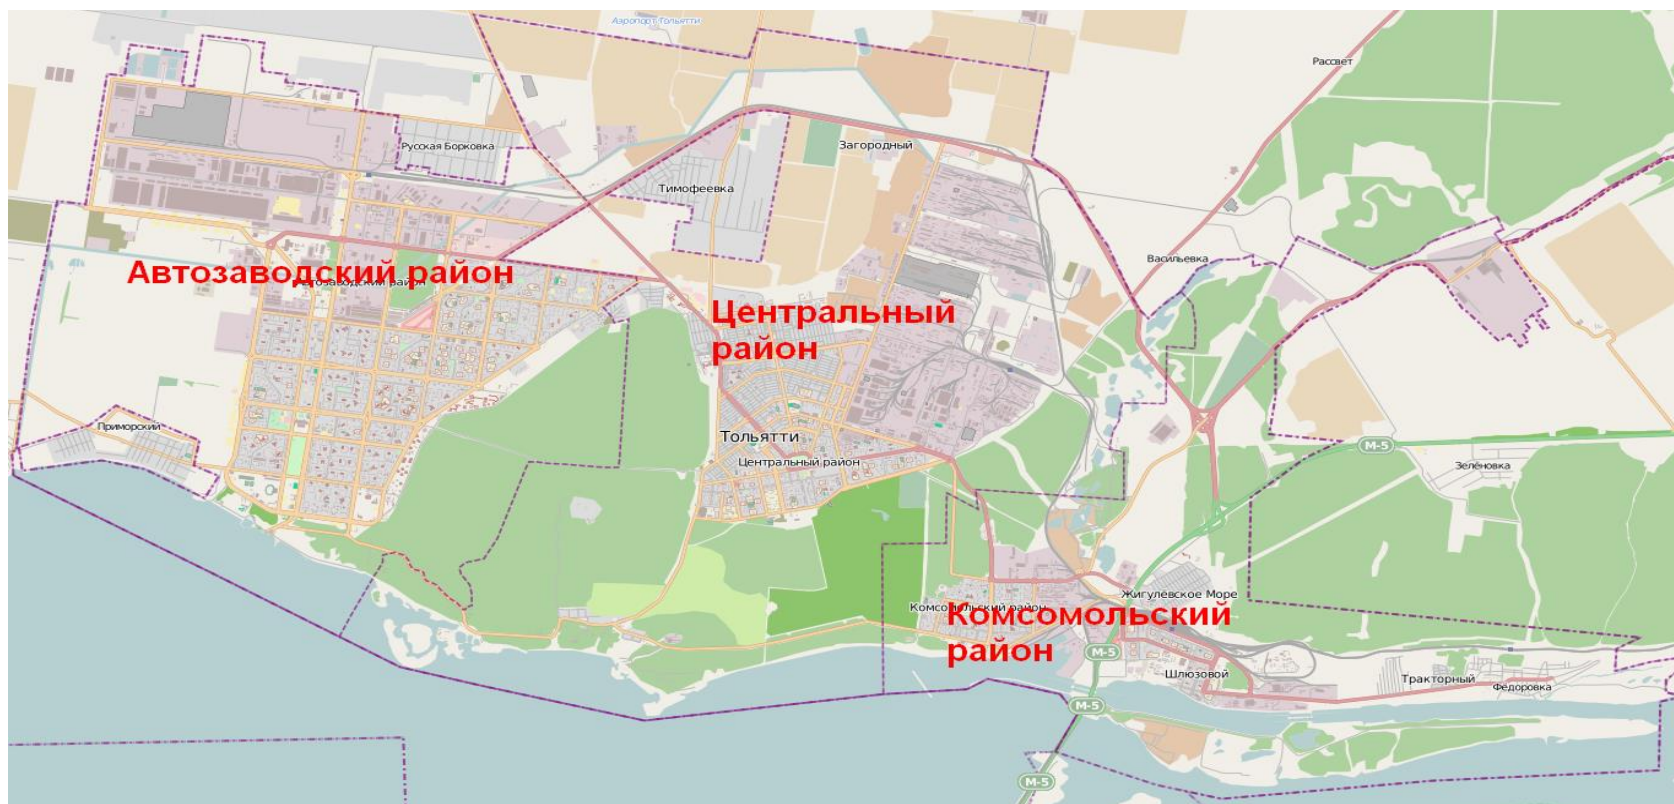 Аэропорт Тольятти
Рассвет
Русская Борковка
Загородный
Тимофеевка
Васильевка
Автозаводский район
Автозаводский район
Центральный
район
Приморский
Тольятти
Центральный район
М-5
Зелёновка
Жигулёвское Море
Комсомольский район
Комсомольский
район
М-5
Шлюзовой
Тракторный
Федоровка
М-5
М-5